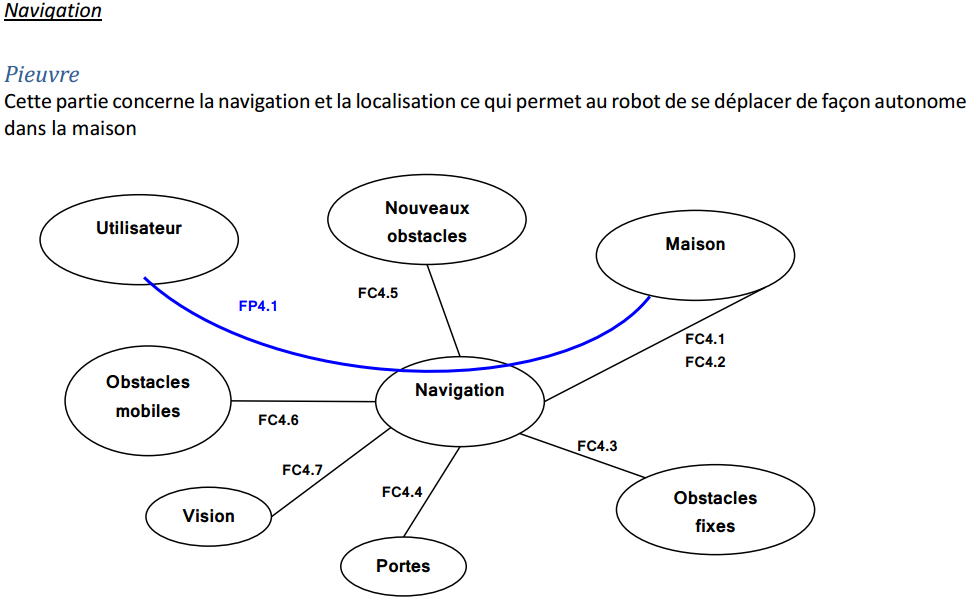 Navigation
Pieuvre
Cette partie concerne la navigation et la localisation ce qui permet au robot de se déplacer de façon autonome
dans la maison
Utilisateur
Nouveaux
obstacles
Maison
FP4.1
FC4.5
FC4.1
FC4.2
Obstacles
mobiles
Navigation
FC4.6
FC4.3
FC4.7
FC4.4
Vision
Obstacles
fixes
Portes